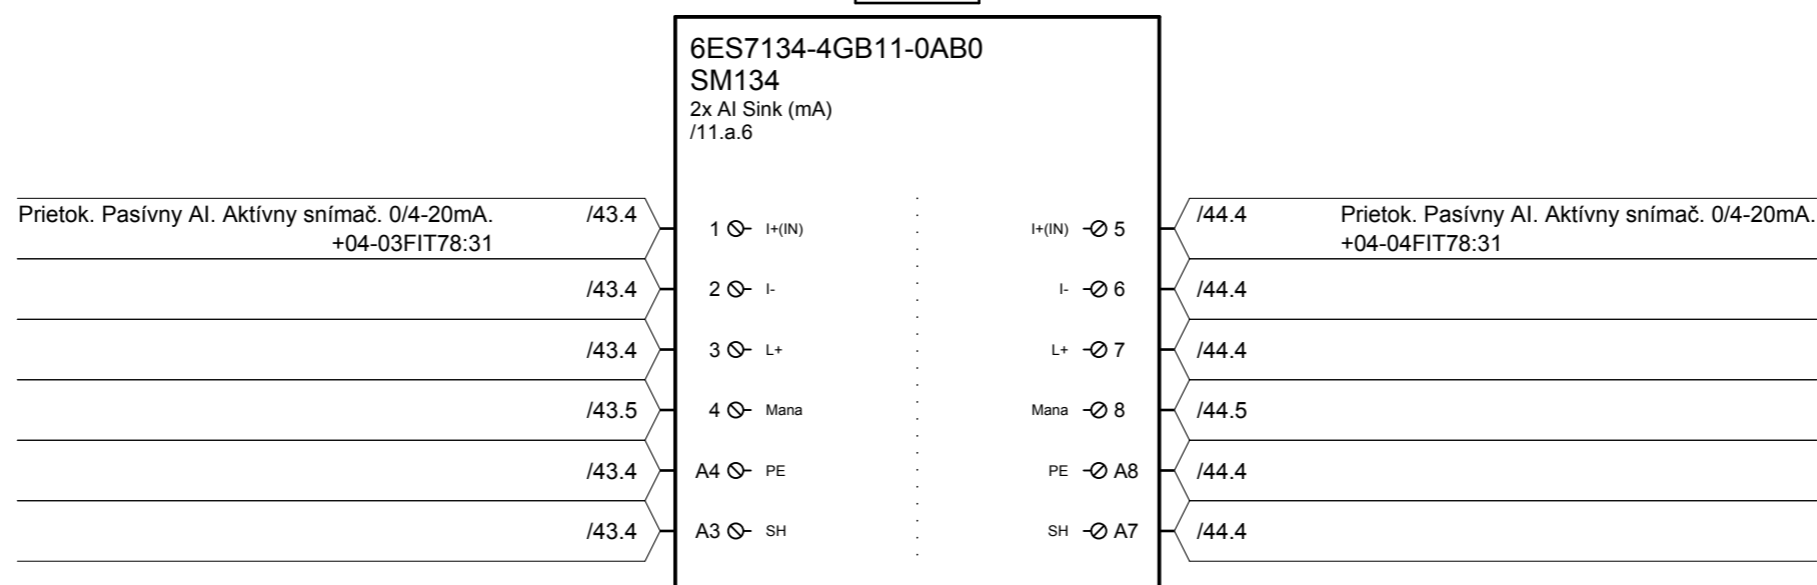 6ES7134-4GB11-0AB0
SM134
2x AI Sink (mA)
/11.a.6
Prietok. Pasívny AI. Aktívny snímač. 0/4-20mA. /43.4 1 I+(IN) I+(IN) 5 /44.4 Prietok. Pasívny AI. Aktívny snímač. 0/4-20mA.
+04-03FIT78:31 +04-04FIT78:31
/43.4 2 I- I- 6 /44.4
/43.4 3 L+ L+ 7 /44.4
/43.5 4 Mana Mana 8 /44.5
/43.4 A4 PE PE A8 /44.4
/43.4 A3 SH SH A7 /44.4